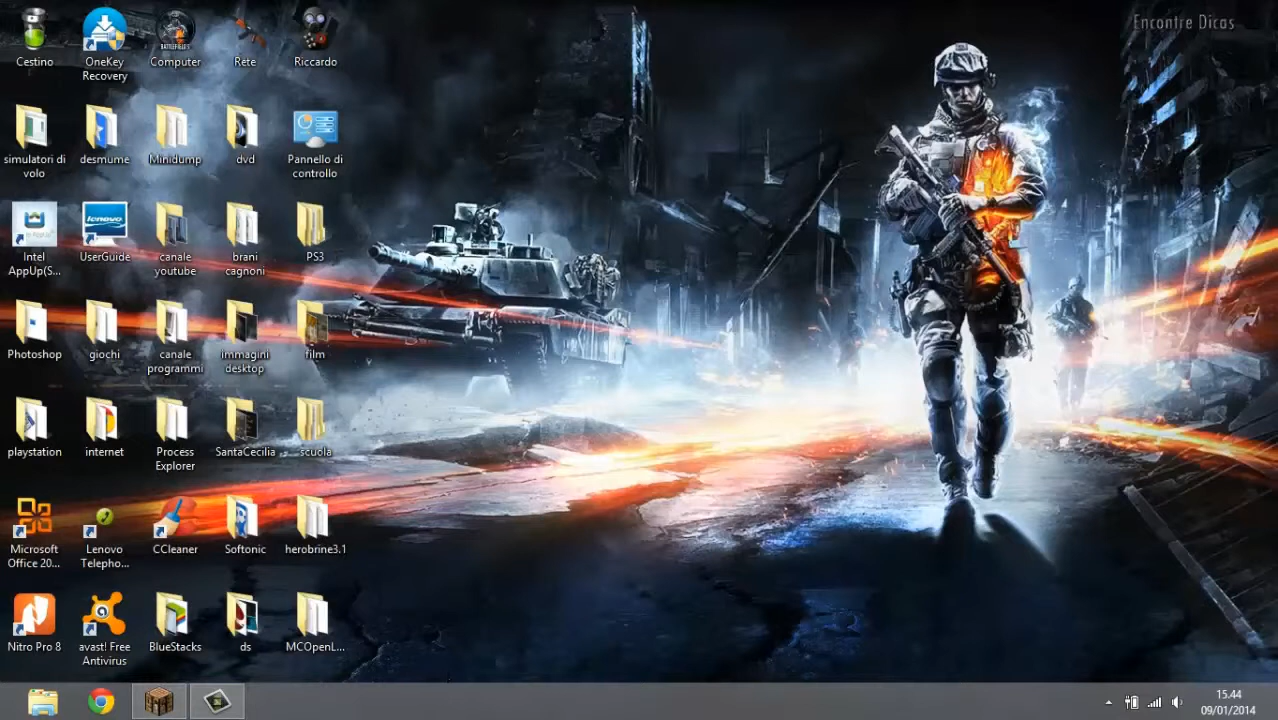 Encontre Dicas
Cestino
OneKey
Recovery
Computer
Rete
Riccardo
simulatori di
volo
desmume
Minidump
dvd
Pannello di
controllo
Intel
AppUp(S...
lenovo
UserGuide
canale
youtube
brani
cagnoni
PS3
Photoshop
giochi
canale
programmi
immagini
desktop
film
playstation
internet
Process
Explorer
SantaCecilia
scuola
Microsoft
Office 20...
Lenovo
Telepho...
CCleaner
Softonic
herobrine3.1
Nitro Pro 8
avast! Free
Antivirus
BlueStacks
ds
MCOpenL...
15.44
09/01/2014